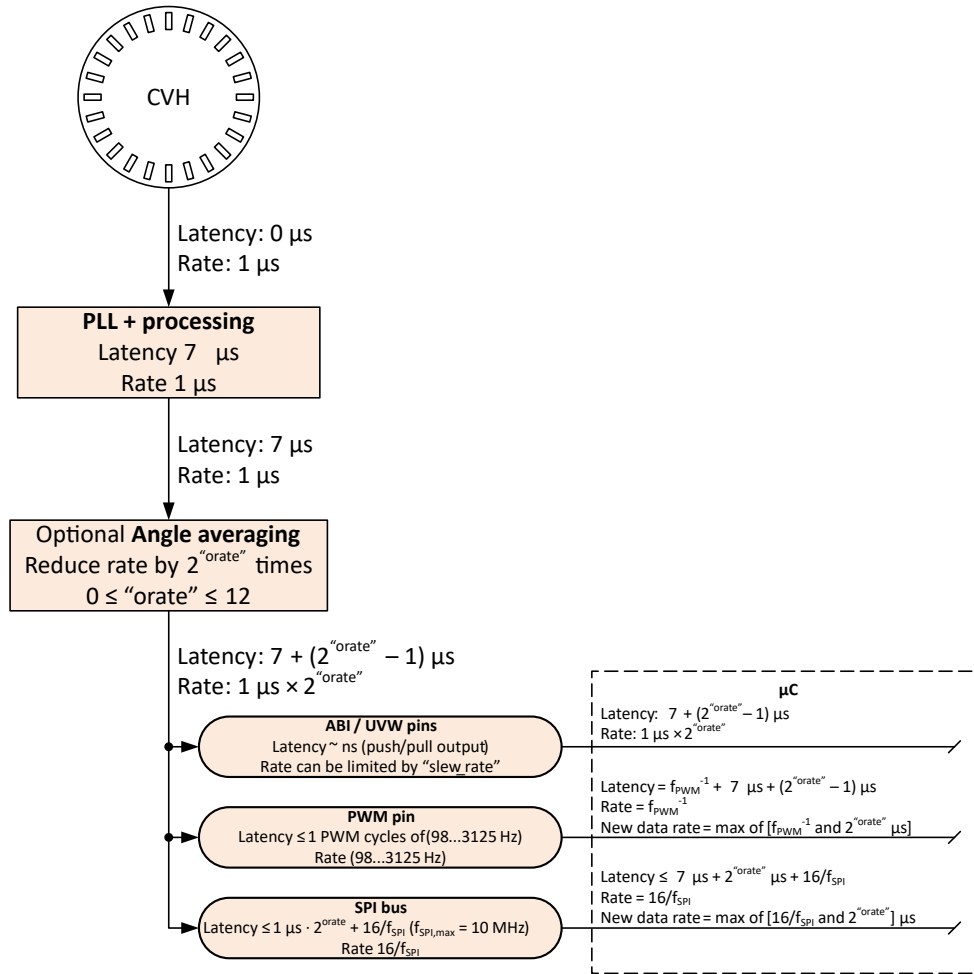 CVH
Latency: 0 µs
Rate: 1 µs
PLL + processing
Latency 7 µs
Rate 1 µs
Latency: 7 µs
Rate: 1 µs
Optional Angle averaging
Reduce rate by 2^“orate” times
0 ≤ “orate” ≤ 12
Latency: 7 + (2^“orate” – 1) µs
Rate: 1 µs × 2^“orate”
ABI / UVW pins
Latency ~ ns (push/pull output)
Rate can be limited by “slew_rate”
PWM pin
Latency ≤ 1 PWM cycles of (98...3125 Hz)
Rate (98...3125 Hz)
SPI bus
Latency ≤ 1 µs · 2^orate + 16/f_SPI (f_SPI,max = 10 MHz)
Rate 16/f_SPI
µC
Latency: 7 + (2^“orate” – 1) µs
Rate: 1 µs × 2^“orate”
Latency = f_PWM^-1 + 7 µs + (2^“orate” – 1) µs
Rate = f_PWM^-1
New data rate = max of [f_PWM^-1 and 2^“orate” µs]
Latency ≤ 7 µs + 2^“orate” µs + 16/f_SPI
Rate = 16/f_SPI
New data rate = max of [16/f_SPI and 2^“orate”] µs